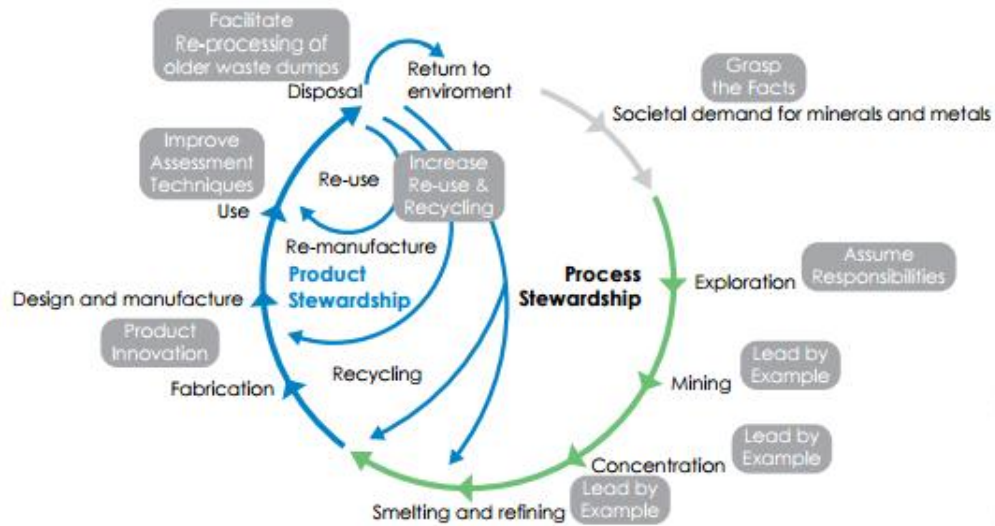 Facilitate
Re-processing of
older waste dumps
Disposal
Return to
enviroment
Grasp
the Facts
Societal demand for minerals and metals
Improve
Assessment
Techniques
Use
Re-use
Increase
Re-use &
Recycling
Re-manufacture
Product
Stewardship
Process
Stewardship
Exploration
Assume
Responsibilities
Design and manufacture
Product
Innovation
Fabrication
Recycling
Mining
Lead by
Example
Concentration
Lead by
Example
Smelting and refining
Lead by
Example